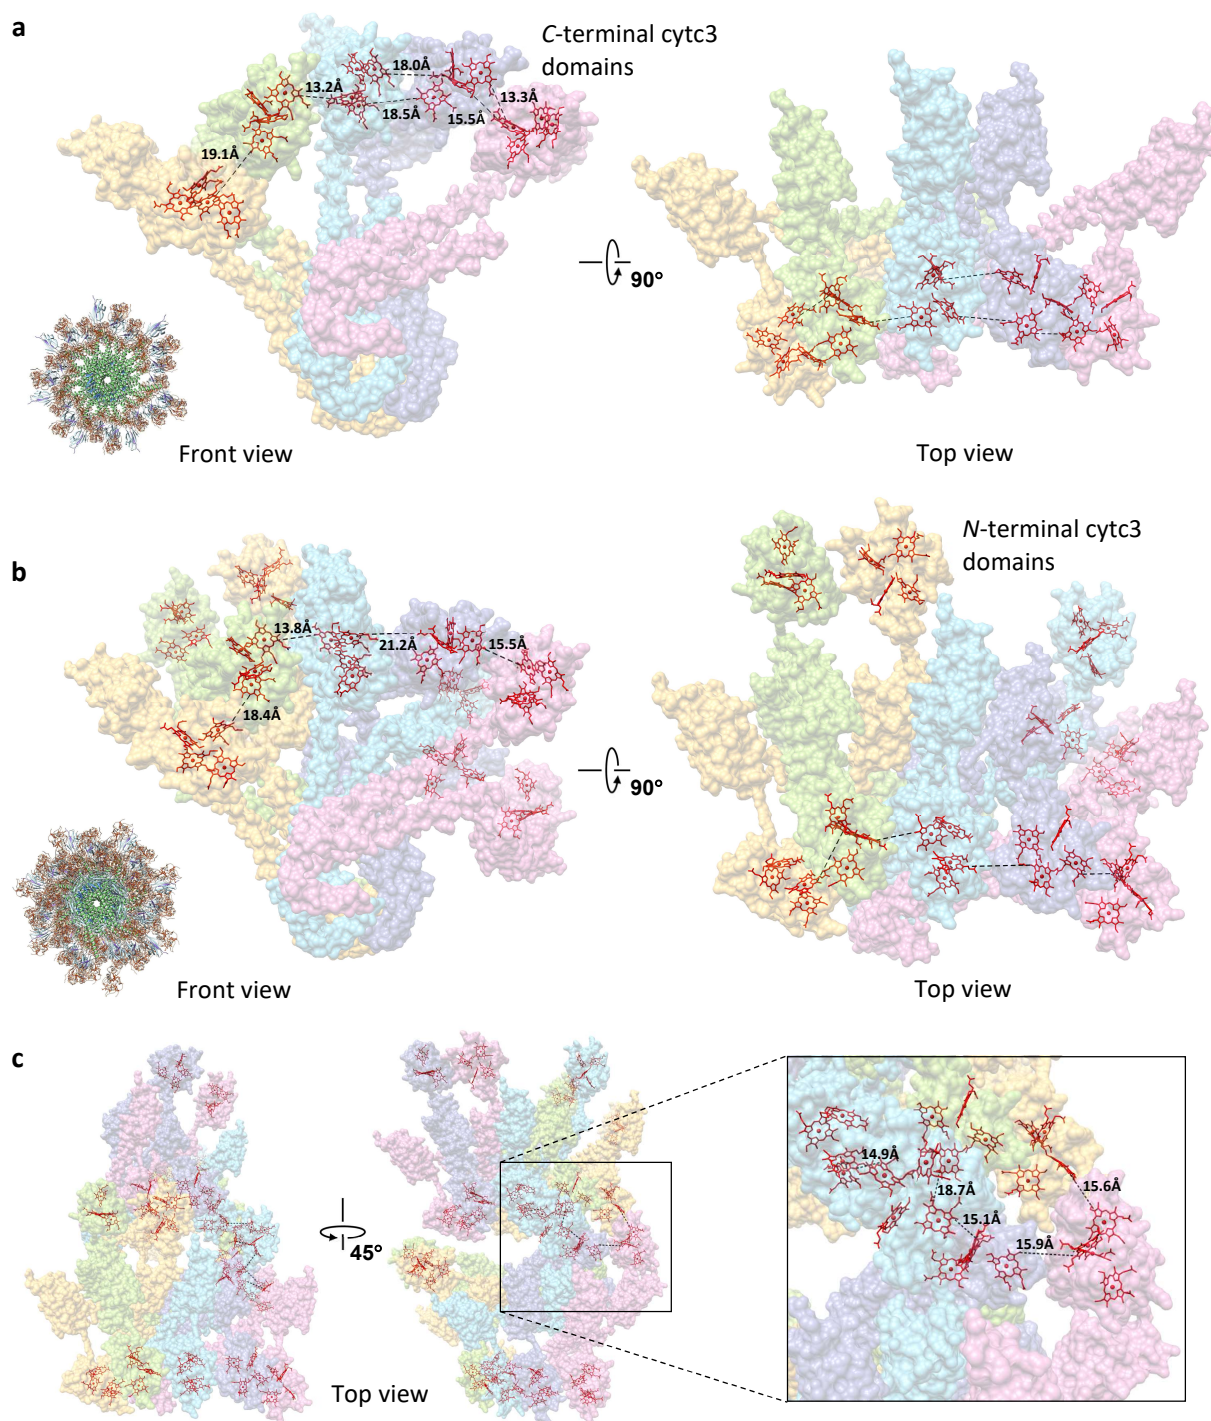 a
C-terminal cytc3
domains
18.0Å
13.2Å
18.5Å
13.3Å
15.5Å
19.1Å
90°
Front view
Top view
b
N-terminal cytc3
domains
13.8Å
21.2Å
15.5Å
18.4Å
90°
Front view
Top view
c
45°
Top view
14.9Å
18.7Å
15.1Å
15.6Å
15.9Å